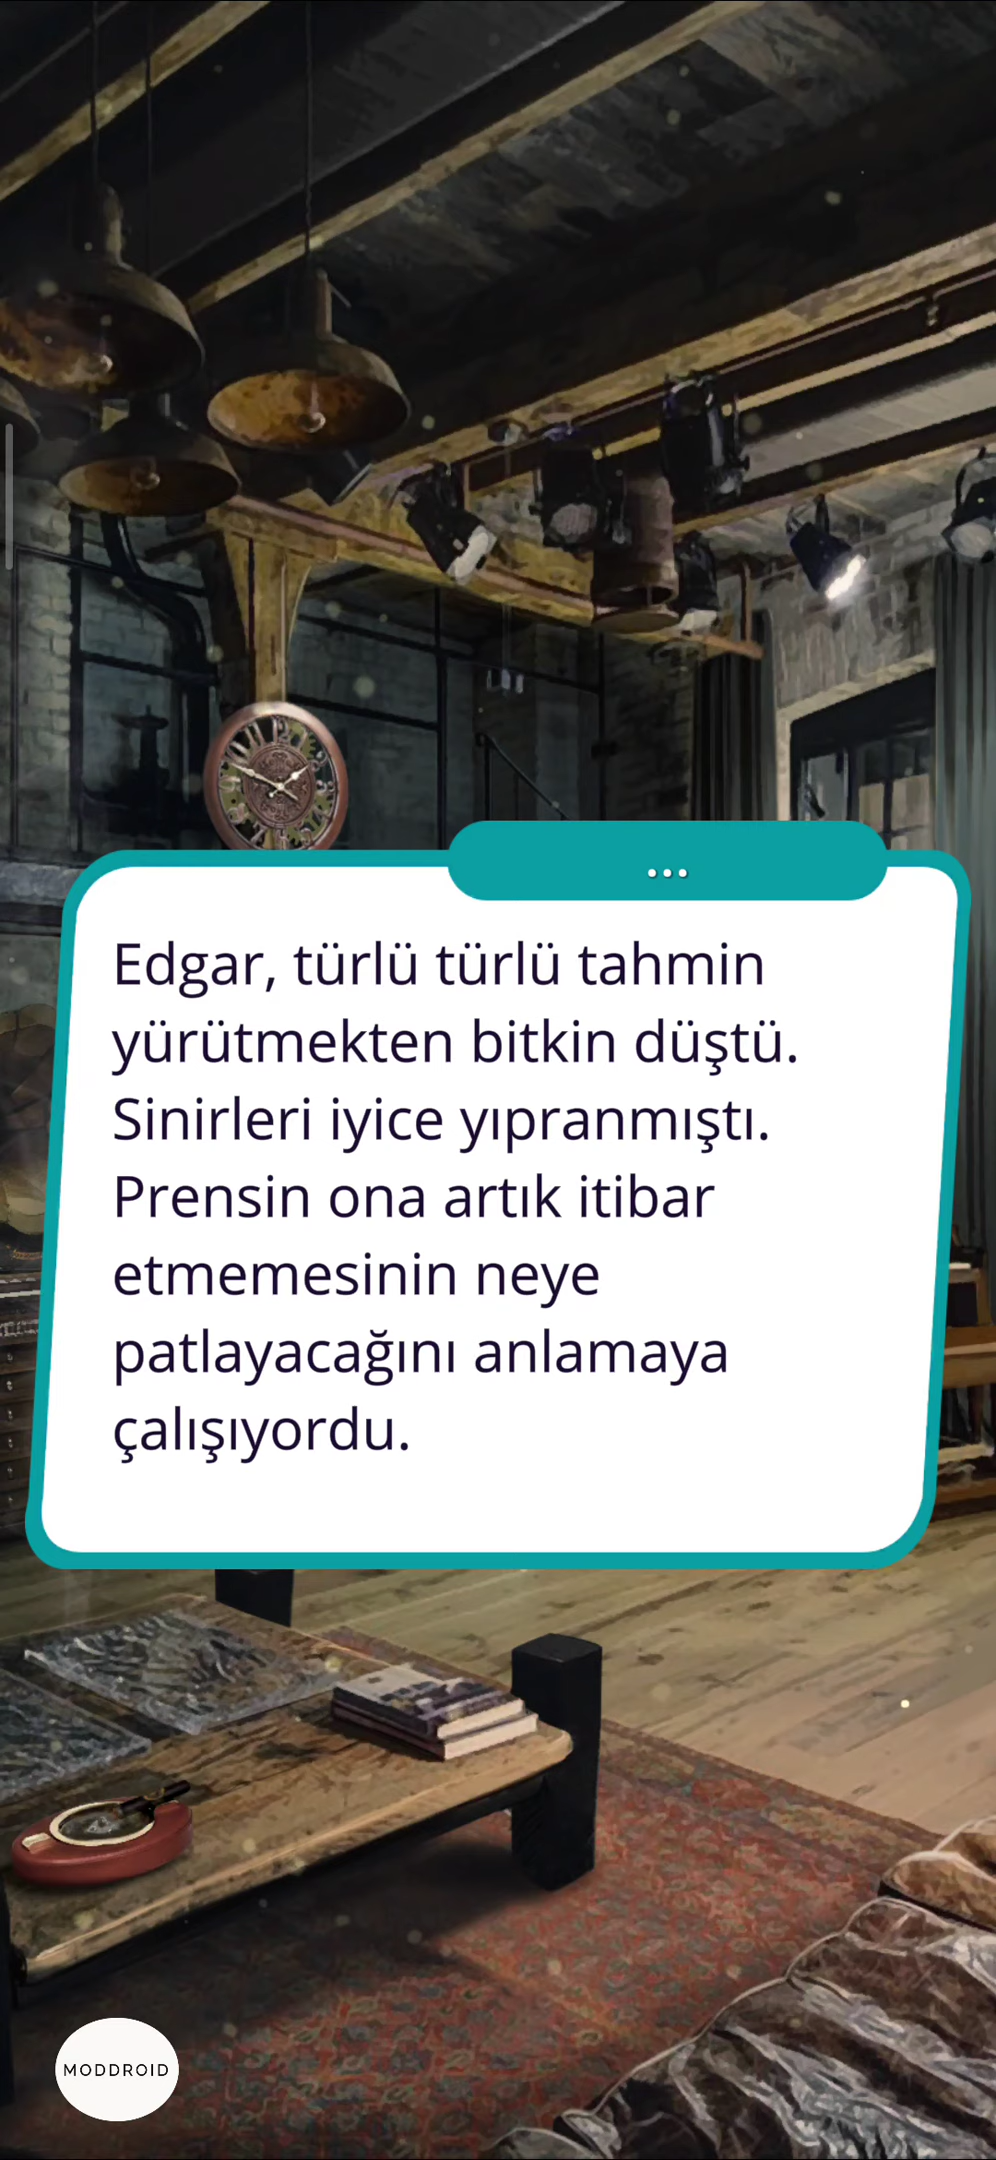 ...
Edgar, türlü türlü tahmin
yürütmekten bitkin düştü.
Sinirleri iyice yıpranmıştı.
Prensin ona artık itibar
etmemesinin neye
patlayacağını anlamaya
çalışıyordu.
MODDROID